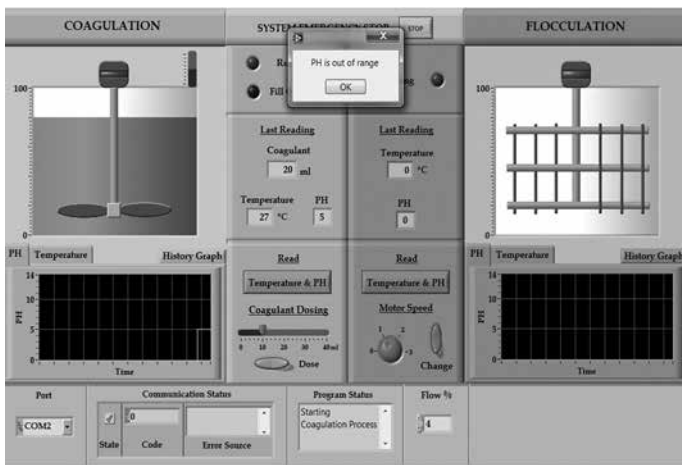 COAGULATION
SYSTEM EMERGENCY STOP
STOP
FLOCCULATION
X
PH is out of range
OK
Fill
100
0
100
0
Last Reading
Coagulant
20 ml
Temperature
PH
27 °C
5
Last Reading
Temperature
0 °C
PH
0
PH
Temperature
History Graph
14
10
5
0
PH
Time
Read
Temperature & PH
Coagulant Dosing
0 10 20 30 40ml
Dose
Read
Temperature & PH
Motor Speed
1
2
3
Change
PH
Temperature
History Graph
14
10
5
0
PH
Time
Port
COM2
Communication Status
0
State
Code
Error Source
Program Status
Starting
Coagulation Process
Flow %
4